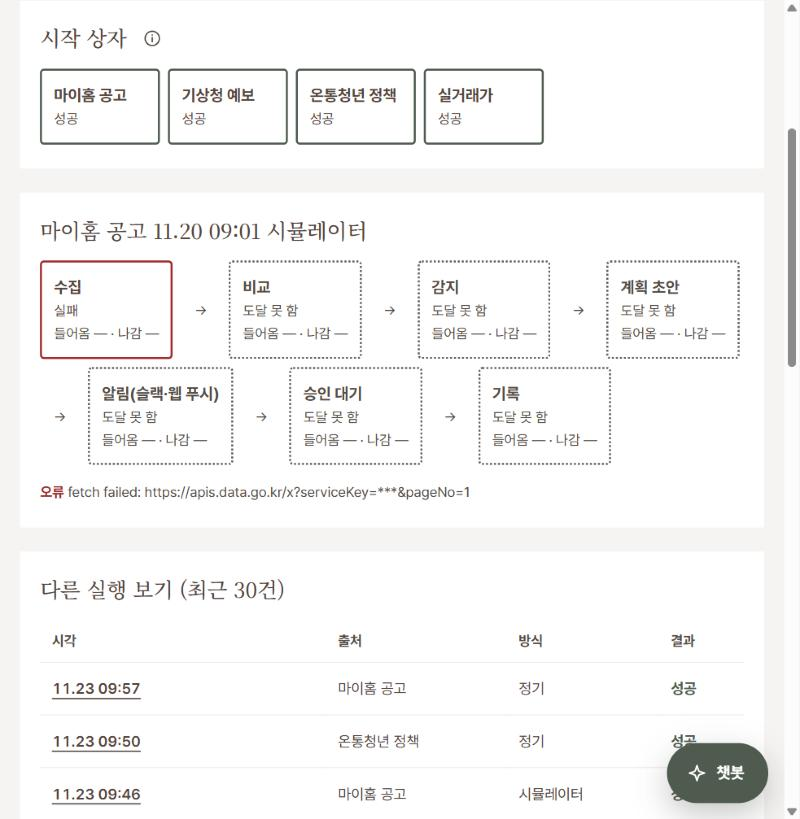 시작 상자
마이홈 공고
성공
기상청 예보
성공
온통청년 정책
성공
실거래가
성공
마이홈 공고 11.20 09:01 시뮬레이터
수집
실패
들어옴 — · 나감 —
→
비교
도달 못 함
들어옴 — · 나감 —
→
감지
도달 못 함
들어옴 — · 나감 —
→
계획 초안
도달 못 함
들어옴 — · 나감 —
→
알림(슬랙·웹 푸시)
도달 못 함
들어옴 — · 나감 —
→
승인 대기
도달 못 함
들어옴 — · 나감 —
→
기록
도달 못 함
들어옴 — · 나감 —
오류 fetch failed: https://apis.data.go.kr/x?serviceKey=***&pageNo=1
다른 실행 보기 (최근 30건)
시각 출처 방식 결과
11.23 09:57 마이홈 공고 정기 성공
11.23 09:50 온통청년 정책 정기 성공
11.23 09:46 마이홈 공고 시뮬레이터
챗봇